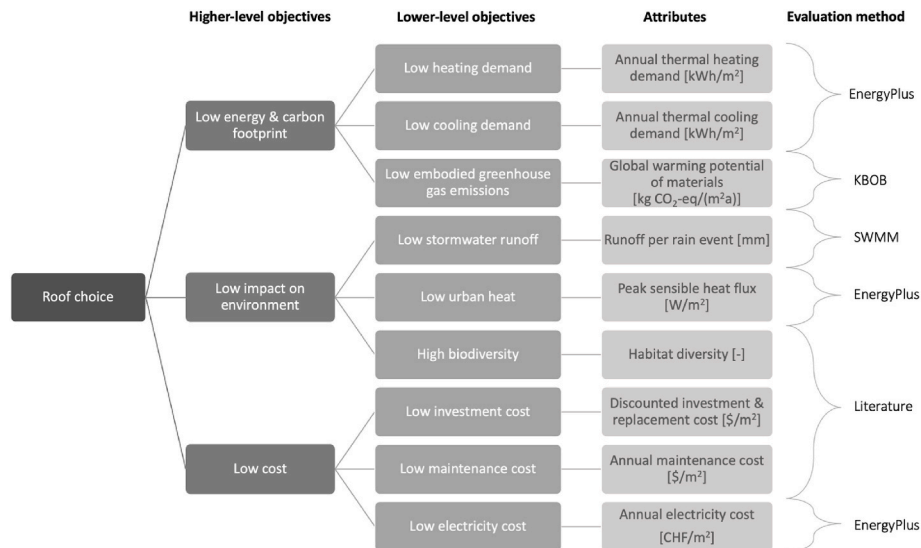 Higher-level objectives
Lower-level objectives
Attributes
Evaluation method
Roof choice
Low energy & carbon
footprint
Low heating demand
Annual thermal heating
demand [kWh/m²]
EnergyPlus
Low cooling demand
Annual thermal cooling
demand [kWh/m²]
Low embodied greenhouse
gas emissions
Global warming potential
of materials
[kg CO₂-eq/(m²a)]
KBOB
Low impact on
environment
Low stormwater runoff
Runoff per rain event [mm]
SWMM
Low urban heat
Peak sensible heat flux
[W/m²]
EnergyPlus
High biodiversity
Habitat diversity [-]
Literature
Low cost
Low investment cost
Discounted investment &
replacement cost [$/m²]
Low maintenance cost
Annual maintenance cost
[$/m²]
Low electricity cost
Annual electricity cost
[CHF/m²]
EnergyPlus